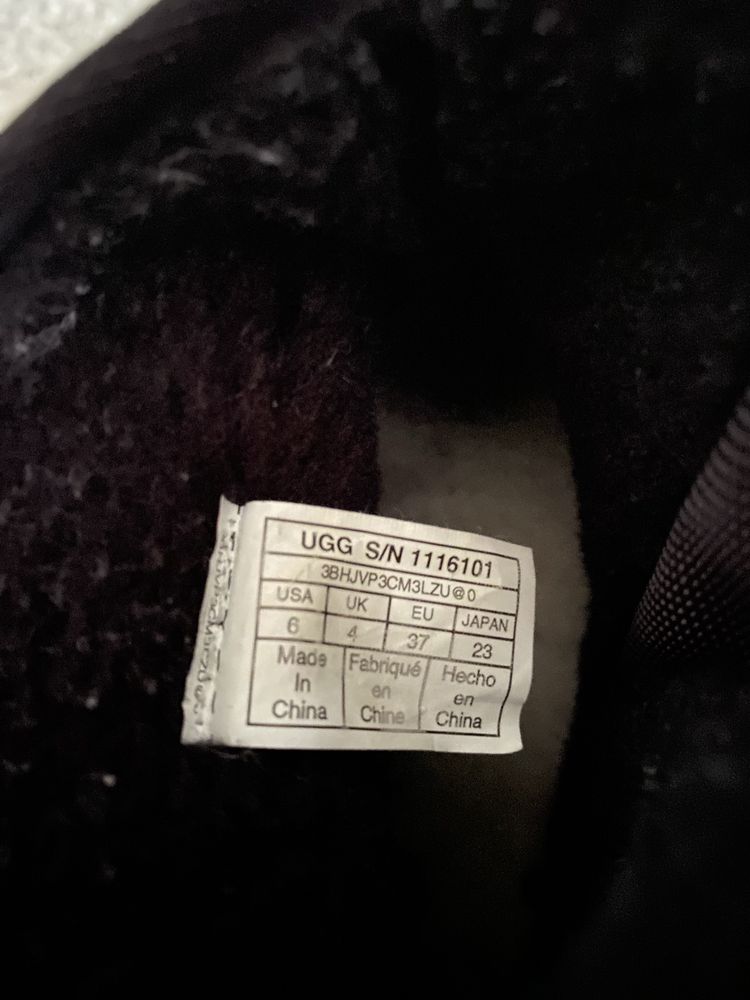 UGG S/N 1116101
3BHJVP3CM3LZU@0
USA UK EU JAPAN
6 4 37 23
Made Fabriqué Hecho
In en en
China Chine China